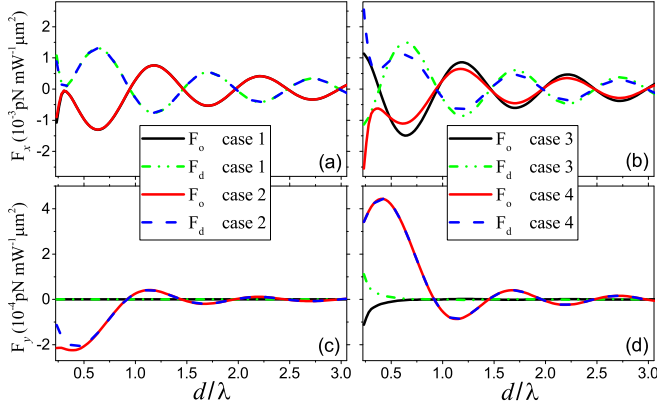 2
1
0
-1
-2
F_x (10^-3 pN mW^-1 μm^2)
(a)
(b)
F_o case 1
F_d case 1
F_o case 2
F_d case 2
F_o case 3
F_d case 3
F_o case 4
F_d case 4
4
2
0
-2
F_y (10^-4 pN mW^-1 μm^2)
(c)
(d)
0.5 1.0 1.5 2.0 2.5 3.0
0.5 1.0 1.5 2.0 2.5 3.0
d/λ
d/λ